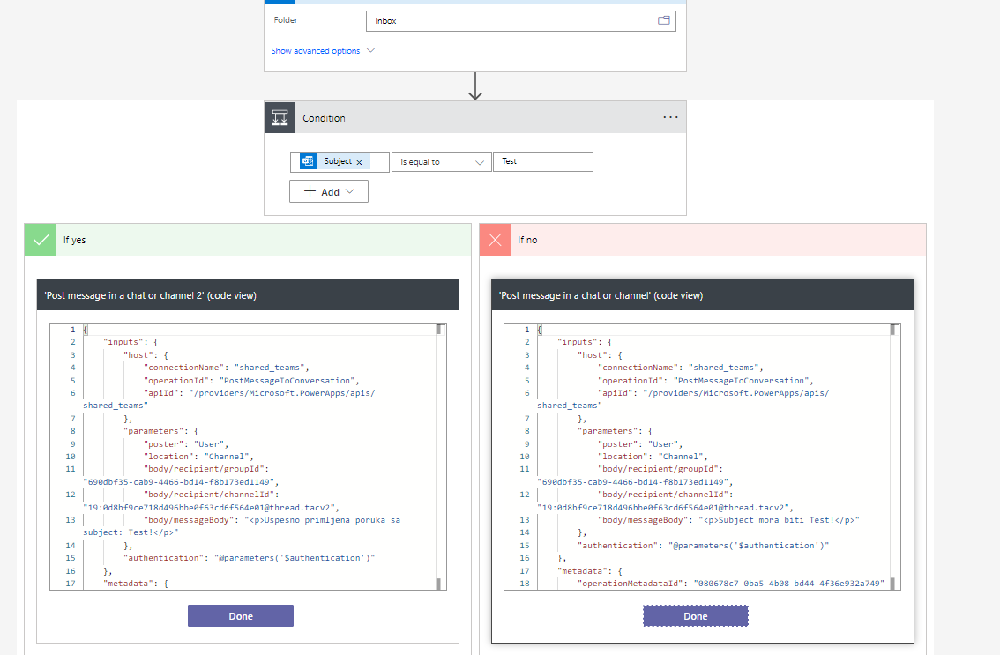 Folder
Inbox
Show advanced options
Condition
...
Subject x
is equal to
Test
+ Add
If yes
'Post message in a chat or channel 2' (code view)
1 {
2 "inputs": {
3 "host": {
4 "connectionName": "shared_teams",
5 "operationId": "PostMessageToConversation",
6 "apiId": "/providers/Microsoft.PowerApps/apis/
shared_teams"
7 },
8 "parameters": {
9 "poster": "User",
10 "location": "Channel",
11 "body/recipient/groupId":
"690dbf35-cab9-4466-bd14-f8b173ed1149",
12 "body/recipient/channelId":
"19:0d8bf9ce718d496bbe0f63cd6f564e01@thread.tacv2",
13 "body/messageBody": "<p>Uspesno primljena poruka sa
subject: Test!</p>"
14 },
15 "authentication": "@parameters('$authentication')"
16 },
17 "metadata": {
Done
If no
'Post message in a chat or channel' (code view)
1 {
2 "inputs": {
3 "host": {
4 "connectionName": "shared_teams",
5 "operationId": "PostMessageToConversation",
6 "apiId": "/providers/Microsoft.PowerApps/apis/
shared_teams"
7 },
8 "parameters": {
9 "poster": "User",
10 "location": "Channel",
11 "body/recipient/groupId":
"690dbf35-cab9-4466-bd14-f8b173ed1149",
12 "body/recipient/channelId":
"19:0d8bf9ce718d496bbe0f63cd6f564e01@thread.tacv2",
13 "body/messageBody": "<p>Subject mora biti Test!</p>"
14 },
15 "authentication": "@parameters('$authentication')"
16 },
17 "metadata": {
18 "operationMetadataId": "080678c7-0ba5-4b08-bd44-4f36e932a749"
Done